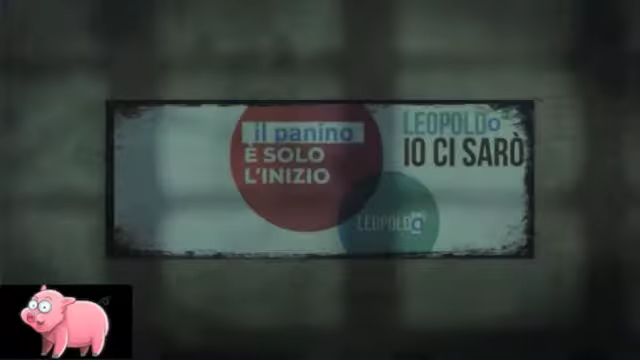 il panino
È SOLO
L'INIZIO
LEOPOLDO
IO CI SARÒ
LEOPOLDO